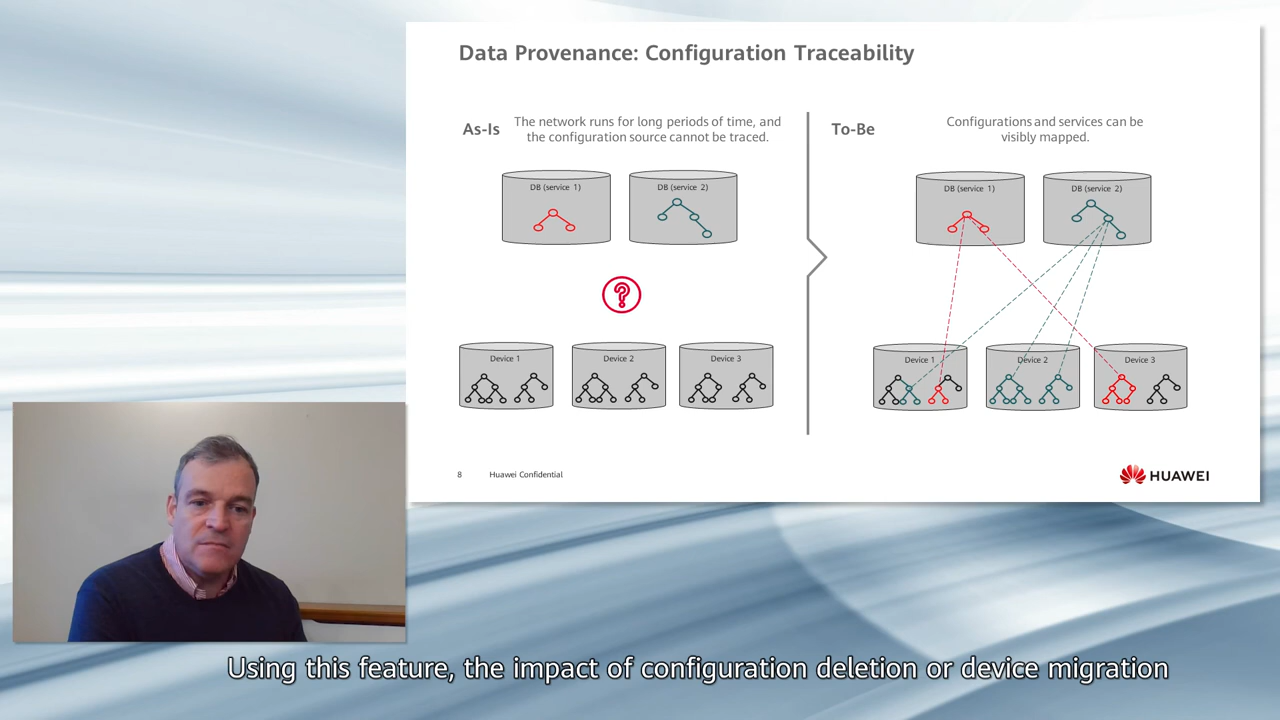 Data Provenance: Configuration Traceability
As-Is
The network runs for long periods of time, and
the configuration source cannot be traced.
DB (service 1)
DB (service 2)
?
Device 1
Device 2
Device 3
To-Be
Configurations and services can be
visibly mapped.
DB (service 1)
DB (service 2)
Device 1
Device 2
Device 3
8
Huawei Confidential
HUAWEI
Using this feature, the impact of configuration deletion or device migration